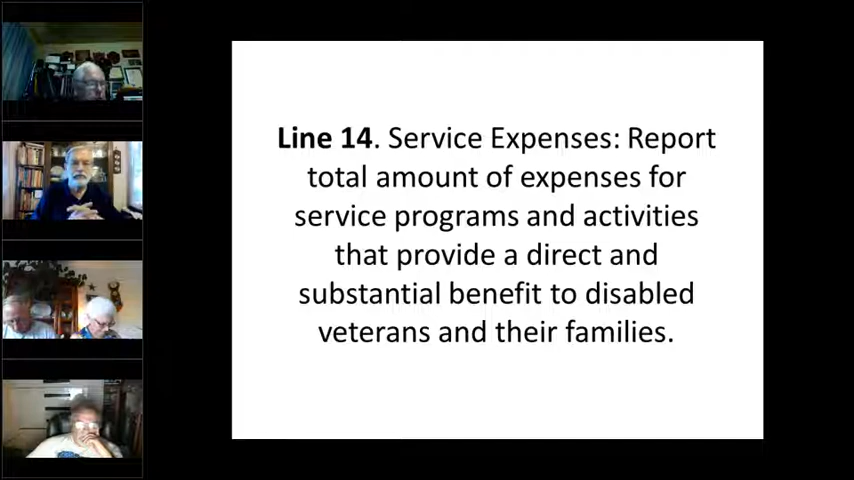 Line 14. Service Expenses: Report
total amount of expenses for
service programs and activities
that provide a direct and
substantial benefit to disabled
veterans and their families.